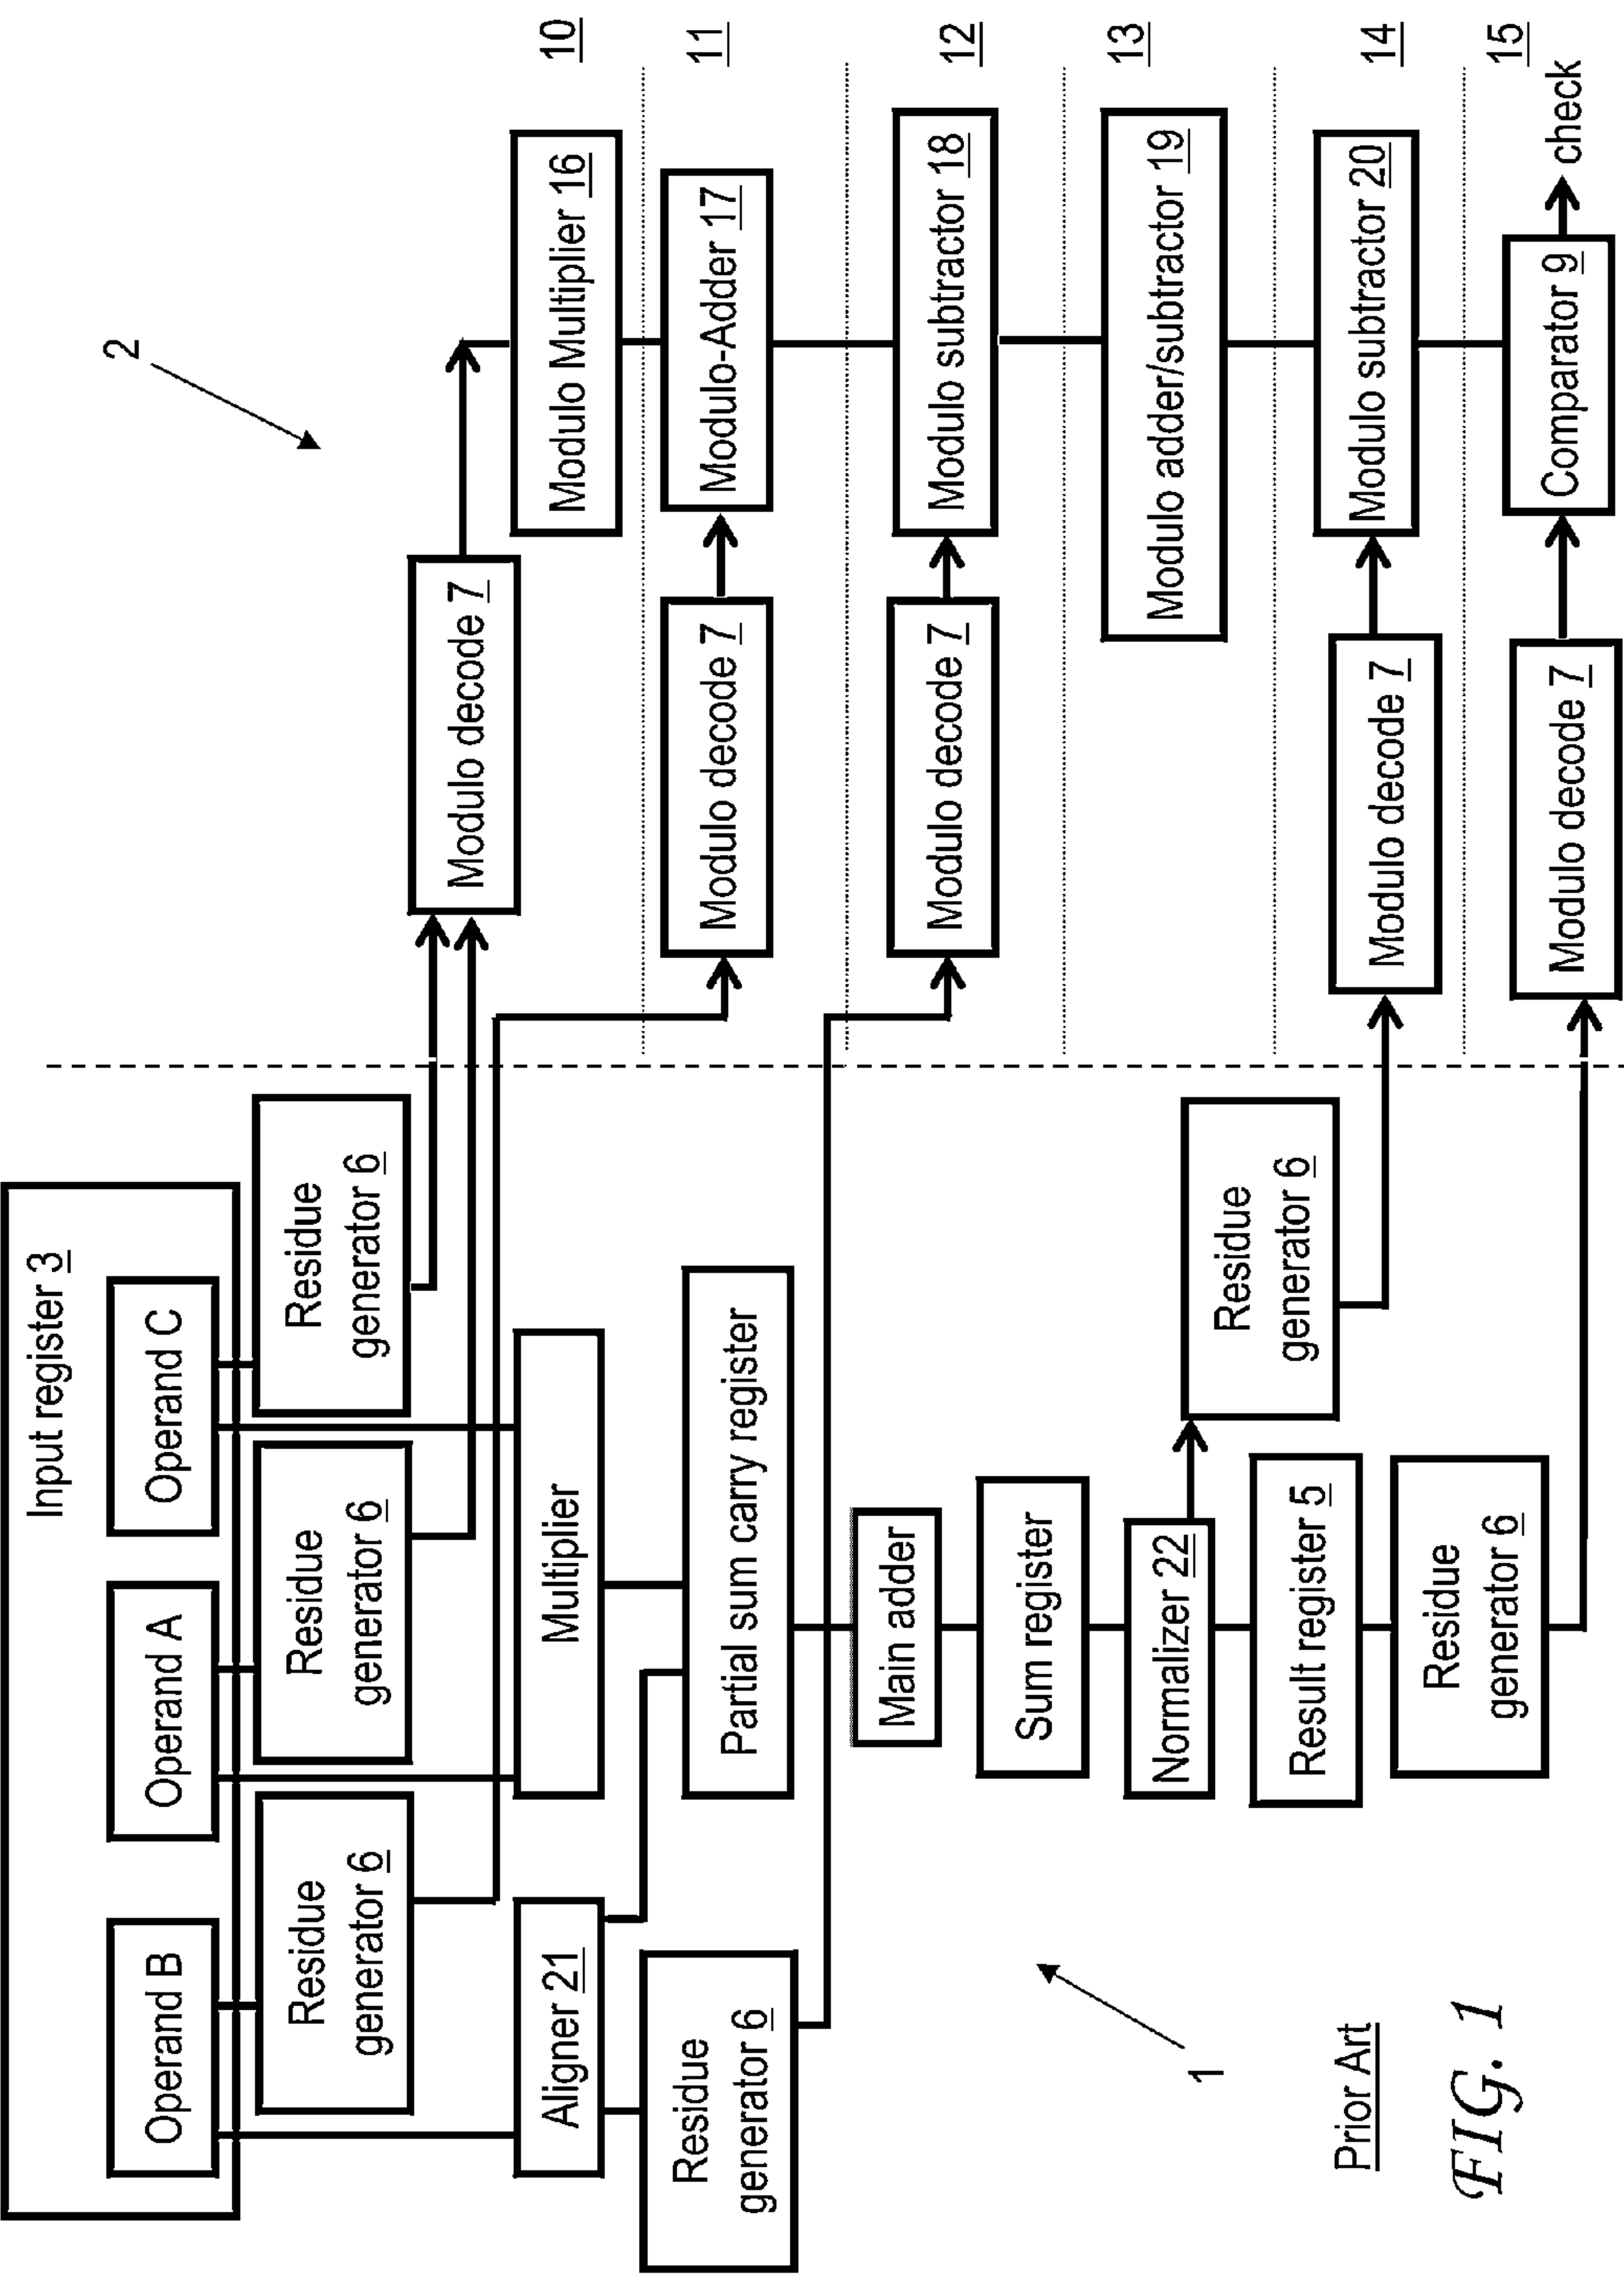 Input register 3
Operand B
Operand A
Operand C
Residue
generator 6
Residue
generator 6
Residue
generator 6
Aligner 21
Multiplier
Residue
generator 6
Partial sum carry register
Main adder
Sum register
Normalizer 22
Residue
generator 6
Result register 5
Residue
generator 6
1
Prior Art
FIG. 1
2
Modulo decode 7
Modulo Multiplier 16
10
Modulo decode 7
Modulo-Adder 17
11
Modulo decode 7
Modulo subtractor 18
12
Modulo adder/subtractor 19
13
Modulo decode 7
Modulo subtractor 20
14
Modulo decode 7
Comparator 9
check
15